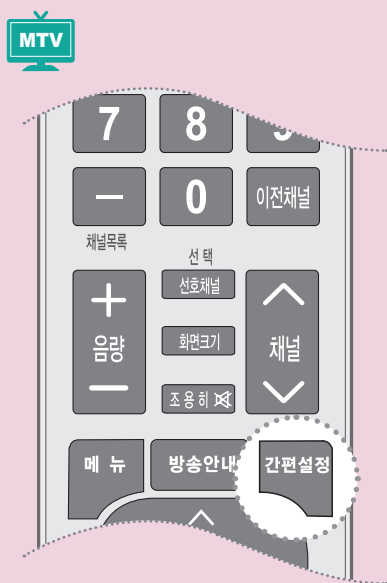 MTV
7 8 9
0 이전채널
채널목록
선 택
선호채널
음량
화면크기
채널
조 용 히
메 뉴 방송안내 간편설정